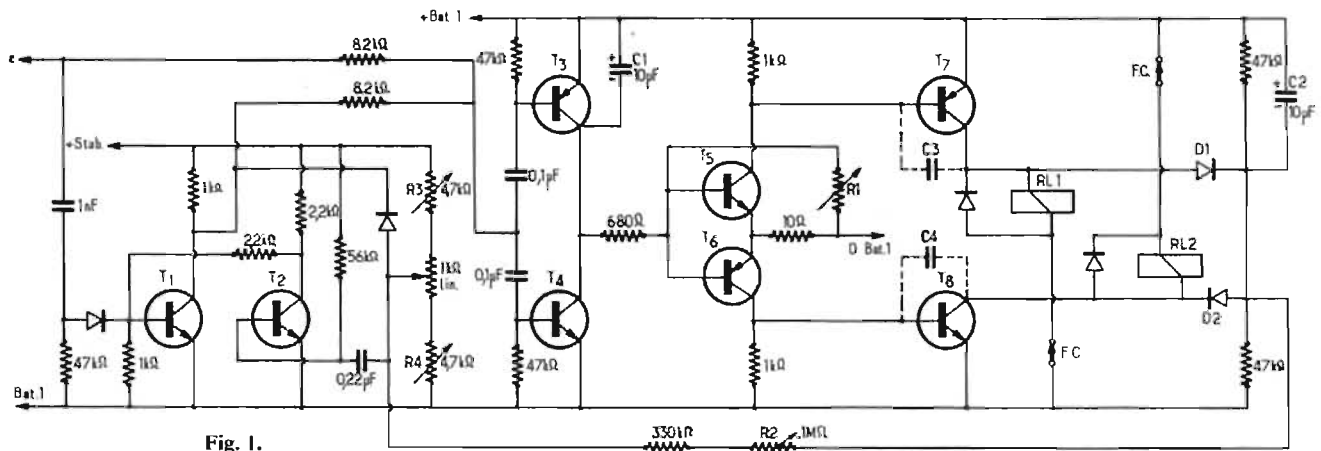 +Bat.1
ε
8,2kΩ
8,2kΩ
47kΩ
T3
C1
10µF
1kΩ
T7
F.C.
47kΩ
C2
10µF
+Stab.
1kΩ
2,2kΩ
R3
4,7kΩ
0,1µF
T5
R1
C3
RL1
D1
1nF
22kΩ
56kΩ
1kΩ
Lin.
680Ω
10Ω
0 Bat.1
C4
RL2
T1
T2
0,1µF
T4
T6
T8
D2
47kΩ
1kΩ
0,22µF
R4
4,7kΩ
47kΩ
1kΩ
F.C
47kΩ
Bat.1
Fig. 1.
330kΩ
R2
1MΩ